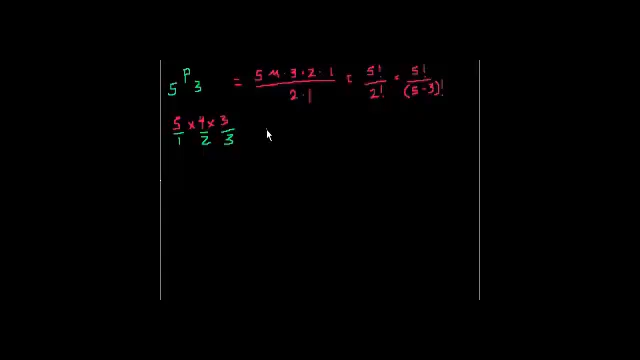 5P3 = 5·4·3·2·1 / 2·1 = 5! / 2! = 5! / (5-3)!
5/1 × 4/2 × 3/3